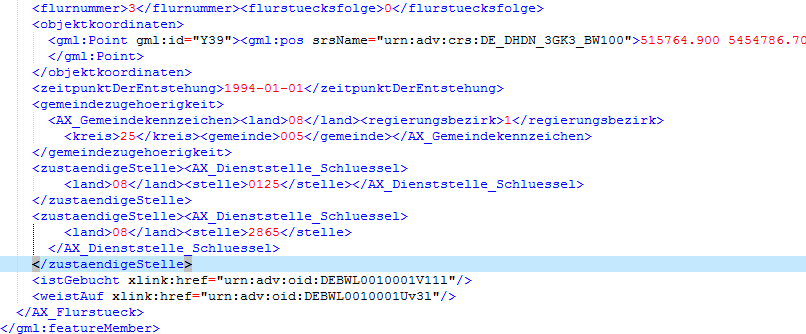 <flurnummer>3</flurnummer><flurstuecksfolge>0</flurstuecksfolge>
<objektkoordinaten>
<gml:Point gml:id="Y39"><gml:pos srsName="urn:adv:crs:DE_DHDN_3GK3_BW100">515764.900 5454786.70
</gml:Point>
</objektkoordinaten>
<zeitpunktDerEntstehung>1994-01-01</zeitpunktDerEntstehung>
<gemeindezugehoerigkeit>
<AX_Gemeindekennzeichen><land>08</land><regierungsbezirk>1</regierungsbezirk>
<kreis>25</kreis><gemeinde>005</gemeinde></AX_Gemeindekennzeichen>
</gemeindezugehoerigkeit>
<zustaendigeStelle><AX_Dienststelle_Schluessel>
<land>08</land><stelle>0125</stelle></AX_Dienststelle_Schluessel>
</zustaendigeStelle>
<zustaendigeStelle><AX_Dienststelle_Schluessel>
<land>08</land><stelle>2865</stelle>
</AX_Dienststelle_Schluessel>
</zustaendigeStelle>
<istGebucht xlink:href="urn:adv:oid:DEBWL0010001V1ll"/>
<weistAuf xlink:href="urn:adv:oid:DEBWL0010001Uv3l"/>
</AX_Flurstueck>
</gml:featureMember>